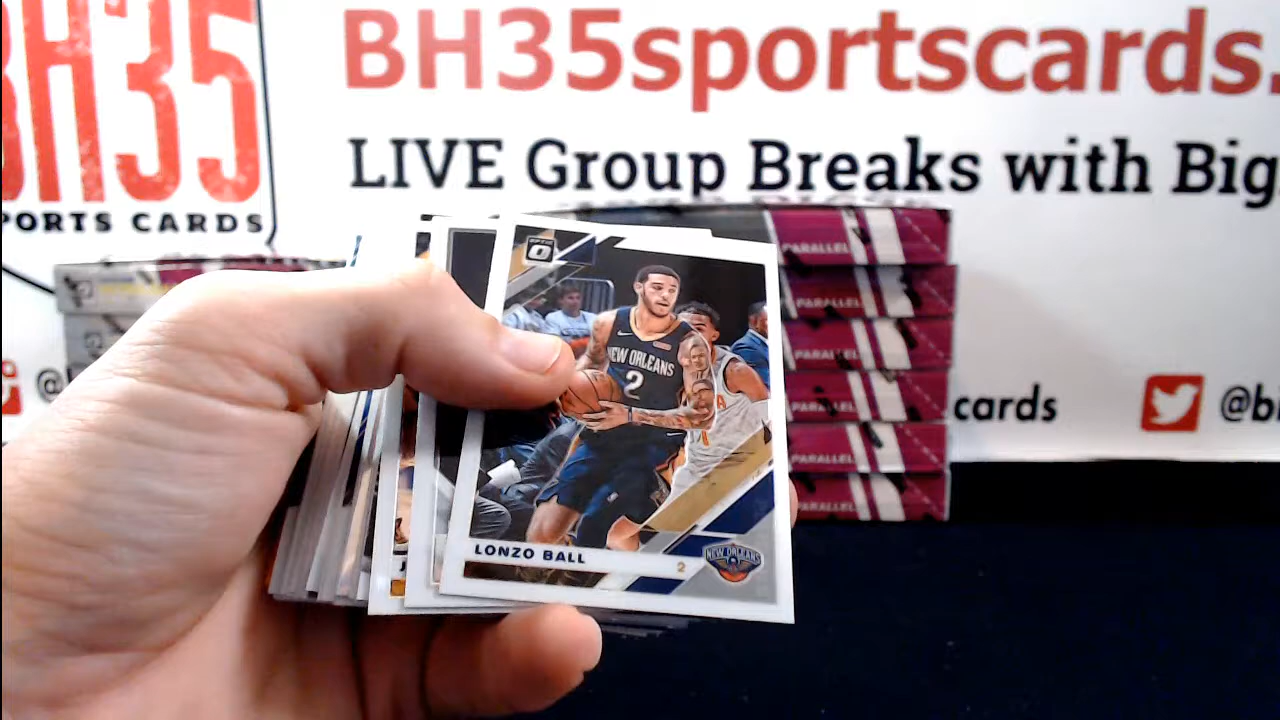 BH35
PORTS CARDS
BH35sportscards.
LIVE Group Breaks with Big
PARALLEL
PARALLEL
PARALLEL
PARALLEL
PARALLEL
PARALLEL
@
cards
@b
OPTIC
NEW ORLEANS
2
LONZO BALL
2
NEW ORLEANS